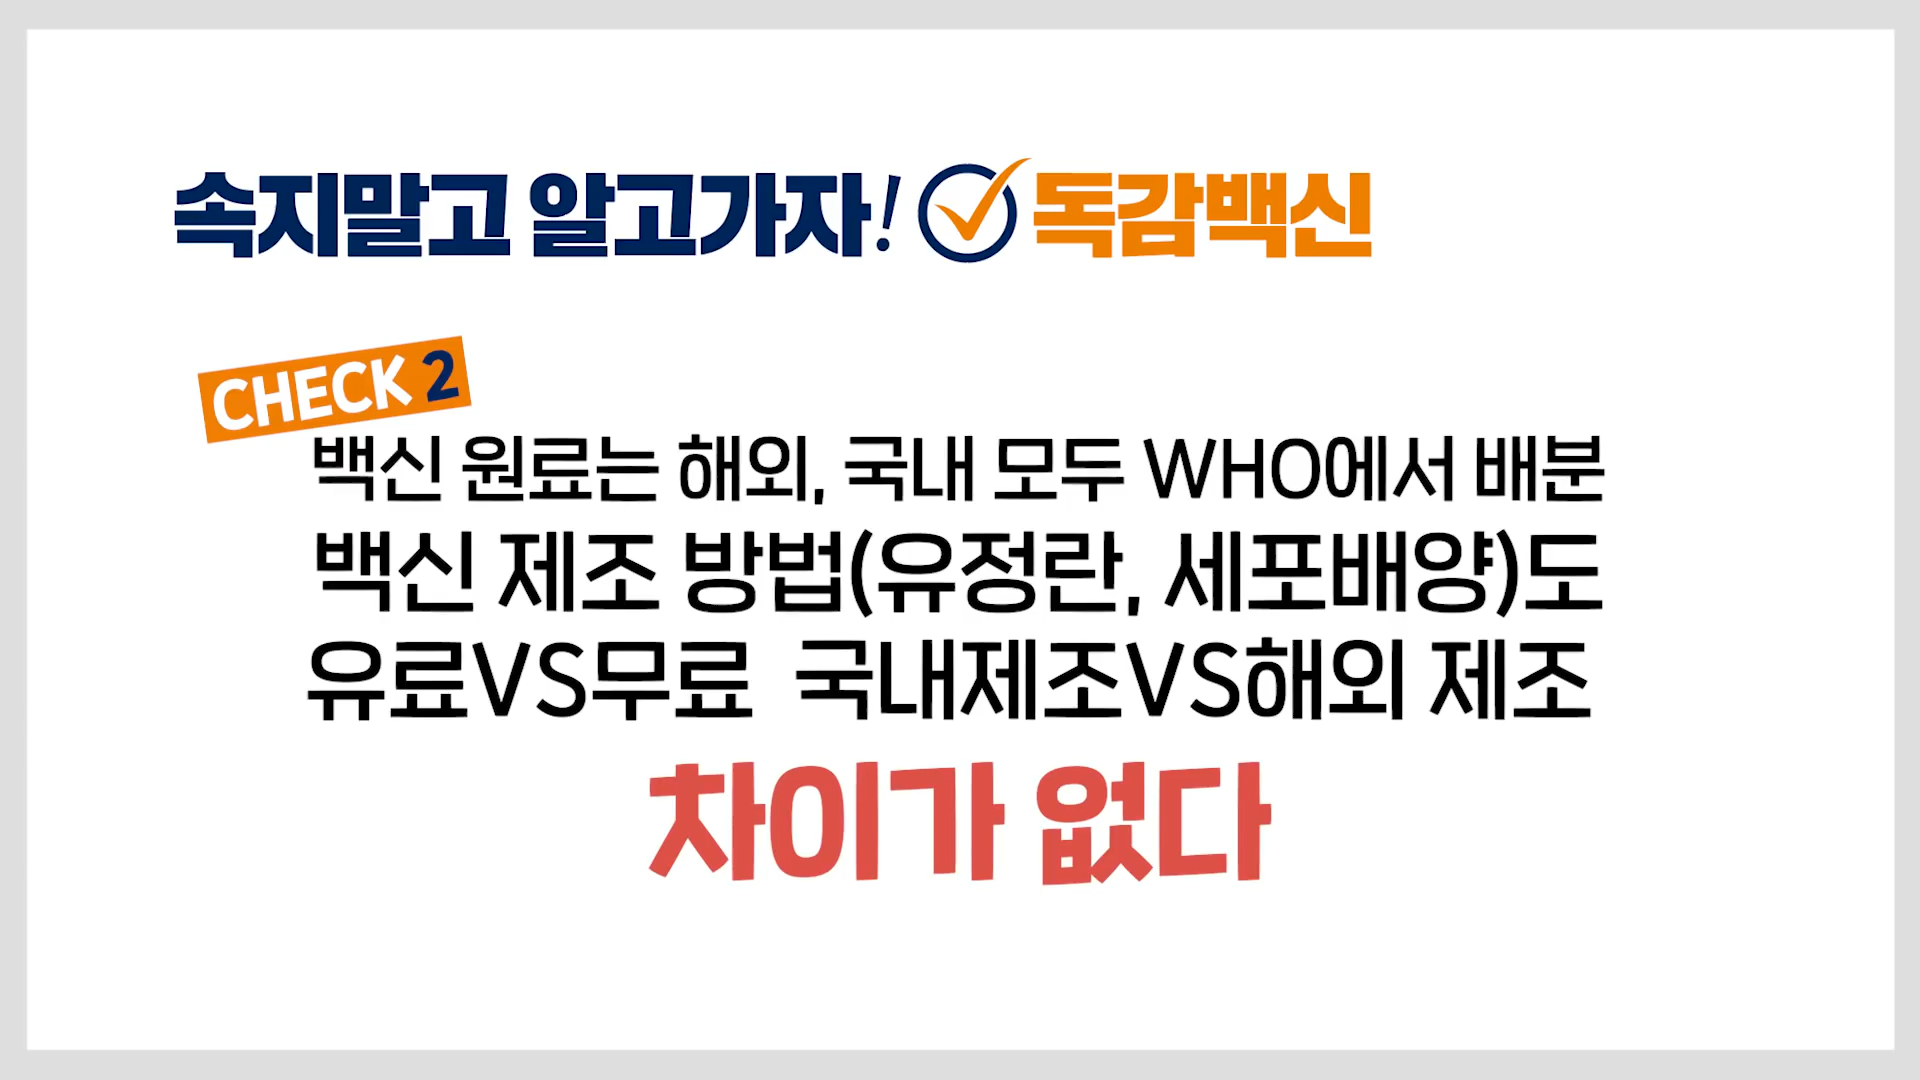 속지말고 알고가자! 독감백신
CHECK 2
백신 원료는 해외, 국내 모두 WHO에서 배분
백신 제조 방법(유정란, 세포배양)도
유료VS무료 국내제조VS해외 제조
차이가 없다